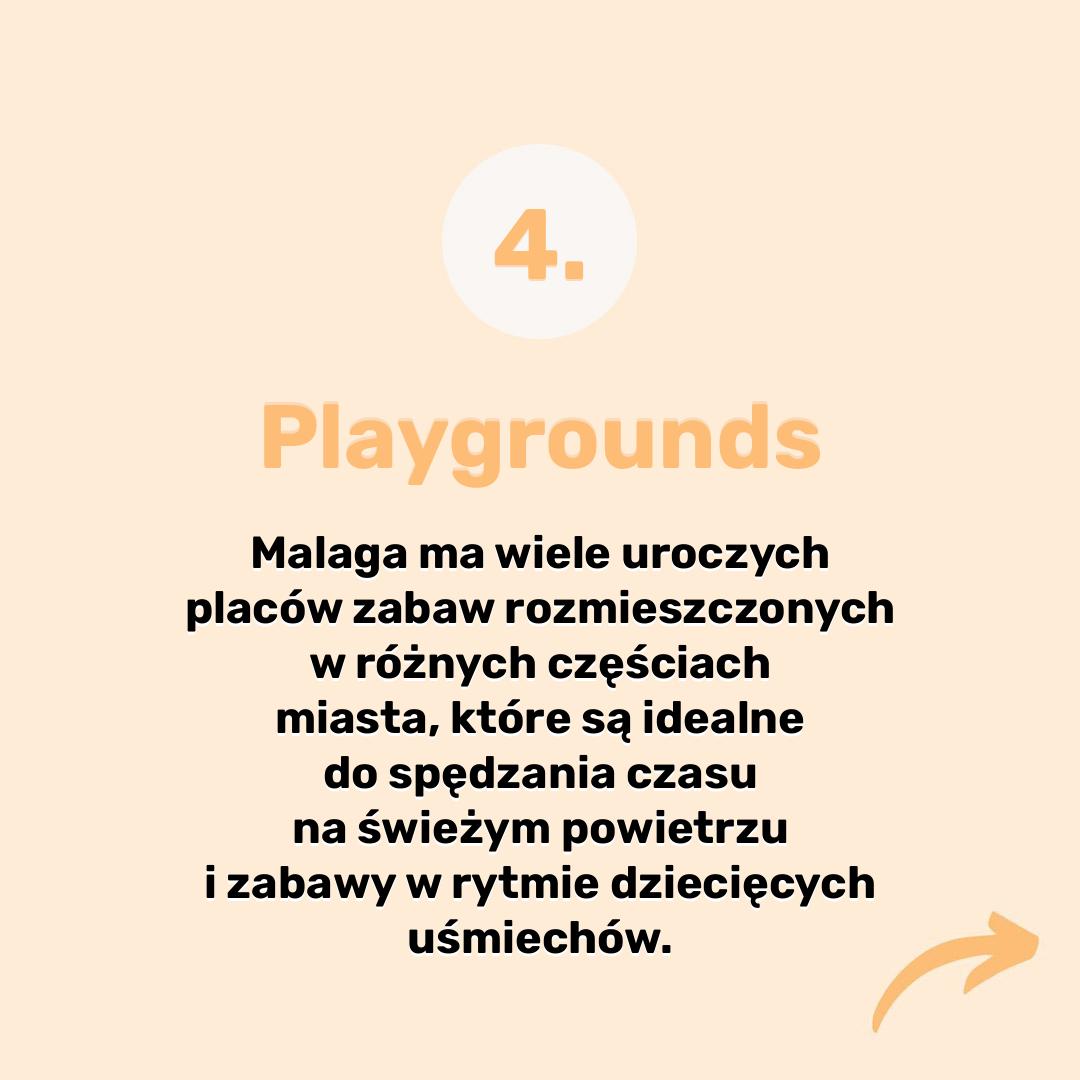 4.
Playgrounds
Malaga ma wiele uroczych
placów zabaw rozmieszczonych
w różnych częściach
miasta, które są idealne
do spędzania czasu
na świeżym powietrzu
i zabawy w rytmie dziecięcych
uśmiechów.